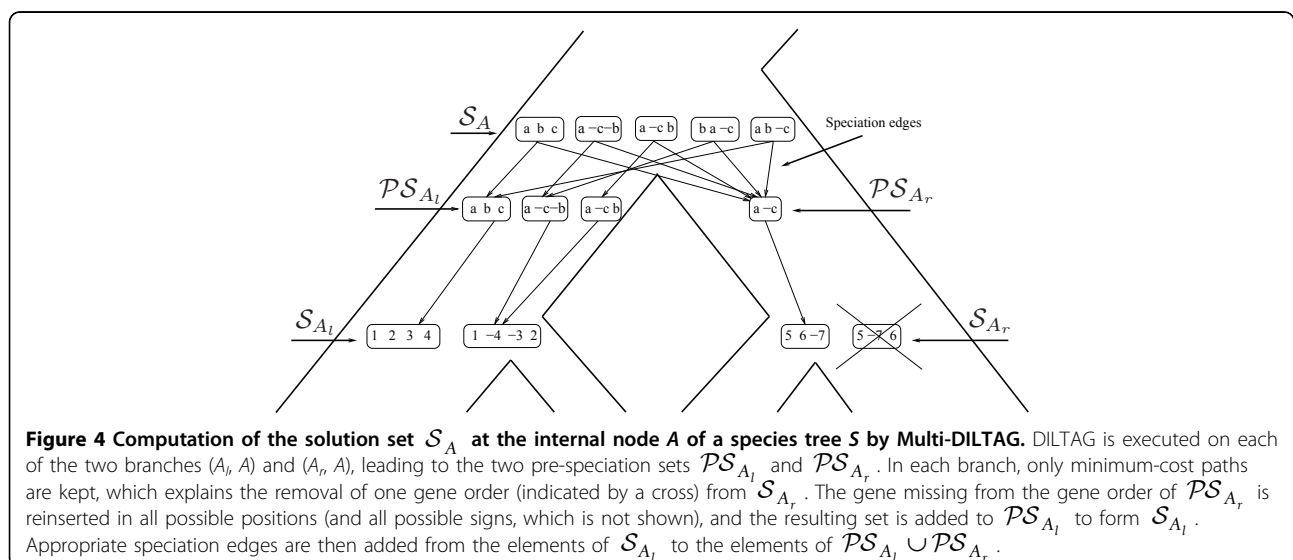 S_A
a b c
a −c−b
a −c b
b a −c
a b −c
Speciation edges
PS_{A_l}
a b c
a −c−b
a −c b
a −c
PS_{A_r}
S_{A_l}
1 2 3 4
1 −4 −3 2
5 6 −7
5 −7 6
S_{A_r}
Figure 4 Computation of the solution set S_A at the internal node A of a species tree S by Multi-DILTAG. DILTAG is executed on each
of the two branches (A_l, A) and (A_r, A), leading to the two pre-speciation sets PS_{A_l} and PS_{A_r}. In each branch, only minimum-cost paths
are kept, which explains the removal of one gene order (indicated by a cross) from S_{A_r}. The gene missing from the gene order of PS_{A_r} is
reinserted in all possible positions (and all possible signs, which is not shown), and the resulting set is added to PS_{A_l} to form S_{A_l}.
Appropriate speciation edges are then added from the elements of S_{A_l} to the elements of PS_{A_l} ∪ PS_{A_r}.